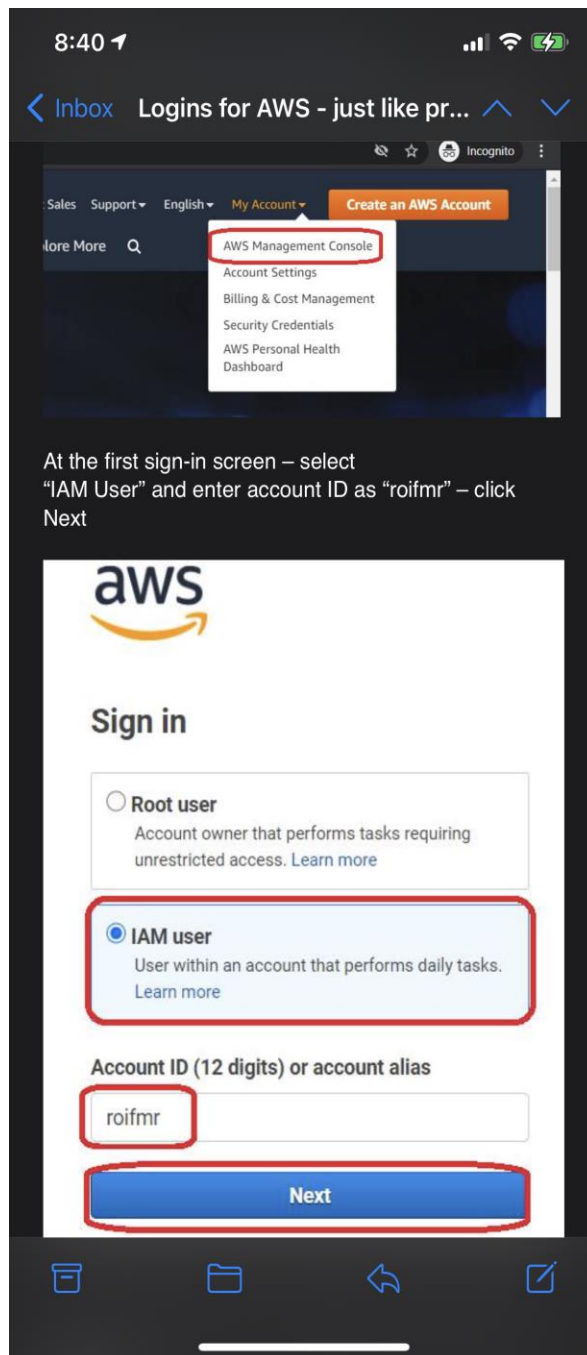 8:40
Inbox Logins for AWS - just like pr...
Incognito
Sales Support English My Account Create an AWS Account
lore More
AWS Management Console
Account Settings
Billing & Cost Management
Security Credentials
AWS Personal Health
Dashboard
At the first sign-in screen – select
“IAM User” and enter account ID as “roifmr” – click
Next
aws
Sign in
Root user
Account owner that performs tasks requiring
unrestricted access. Learn more
IAM user
User within an account that performs daily tasks.
Learn more
Account ID (12 digits) or account alias
roifmr
Next